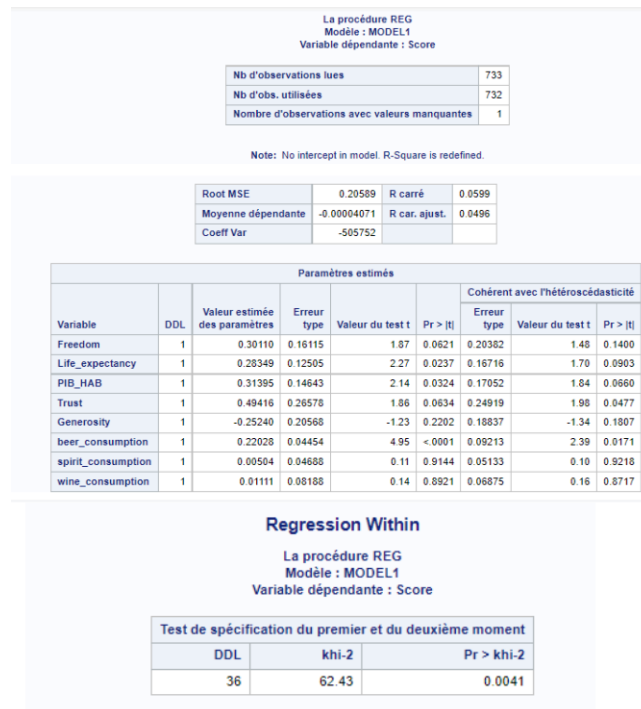 La procédure REG
Modèle : MODEL1
Variable dépendante : Score
Nb d'observations lues 733
Nb d'obs. utilisées 732
Nombre d'observations avec valeurs manquantes 1
Note: No intercept in model. R-Square is redefined.
Root MSE 0.20589 R carré 0.0599
Moyenne dépendante -0.00004071 R car. ajust. 0.0496
Coeff Var -505752
Paramètres estimés
Cohérent avec l'hétéroscédasticité
Variable DDL Valeur estimée des paramètres Erreur type Valeur du test t Pr > |t| Erreur type Valeur du test t Pr > |t|
Freedom 1 0.30110 0.16115 1.87 0.0621 0.20382 1.48 0.1400
Life_expectancy 1 0.28349 0.12505 2.27 0.0237 0.16716 1.70 0.0903
PIB_HAB 1 0.31395 0.14643 2.14 0.0324 0.17052 1.84 0.0660
Trust 1 0.49416 0.26578 1.86 0.0634 0.24919 1.98 0.0477
Generosity 1 -0.25240 0.20568 -1.23 0.2202 0.18837 -1.34 0.1807
beer_consumption 1 0.22028 0.04454 4.95 <.0001 0.09213 2.39 0.0171
spirit_consumption 1 0.00504 0.04688 0.11 0.9144 0.05133 0.10 0.9218
wine_consumption 1 0.01111 0.08188 0.14 0.8921 0.06875 0.16 0.8717
Regression Within
La procédure REG
Modèle : MODEL1
Variable dépendante : Score
Test de spécification du premier et du deuxième moment
DDL khi-2 Pr > khi-2
36 62.43 0.0041